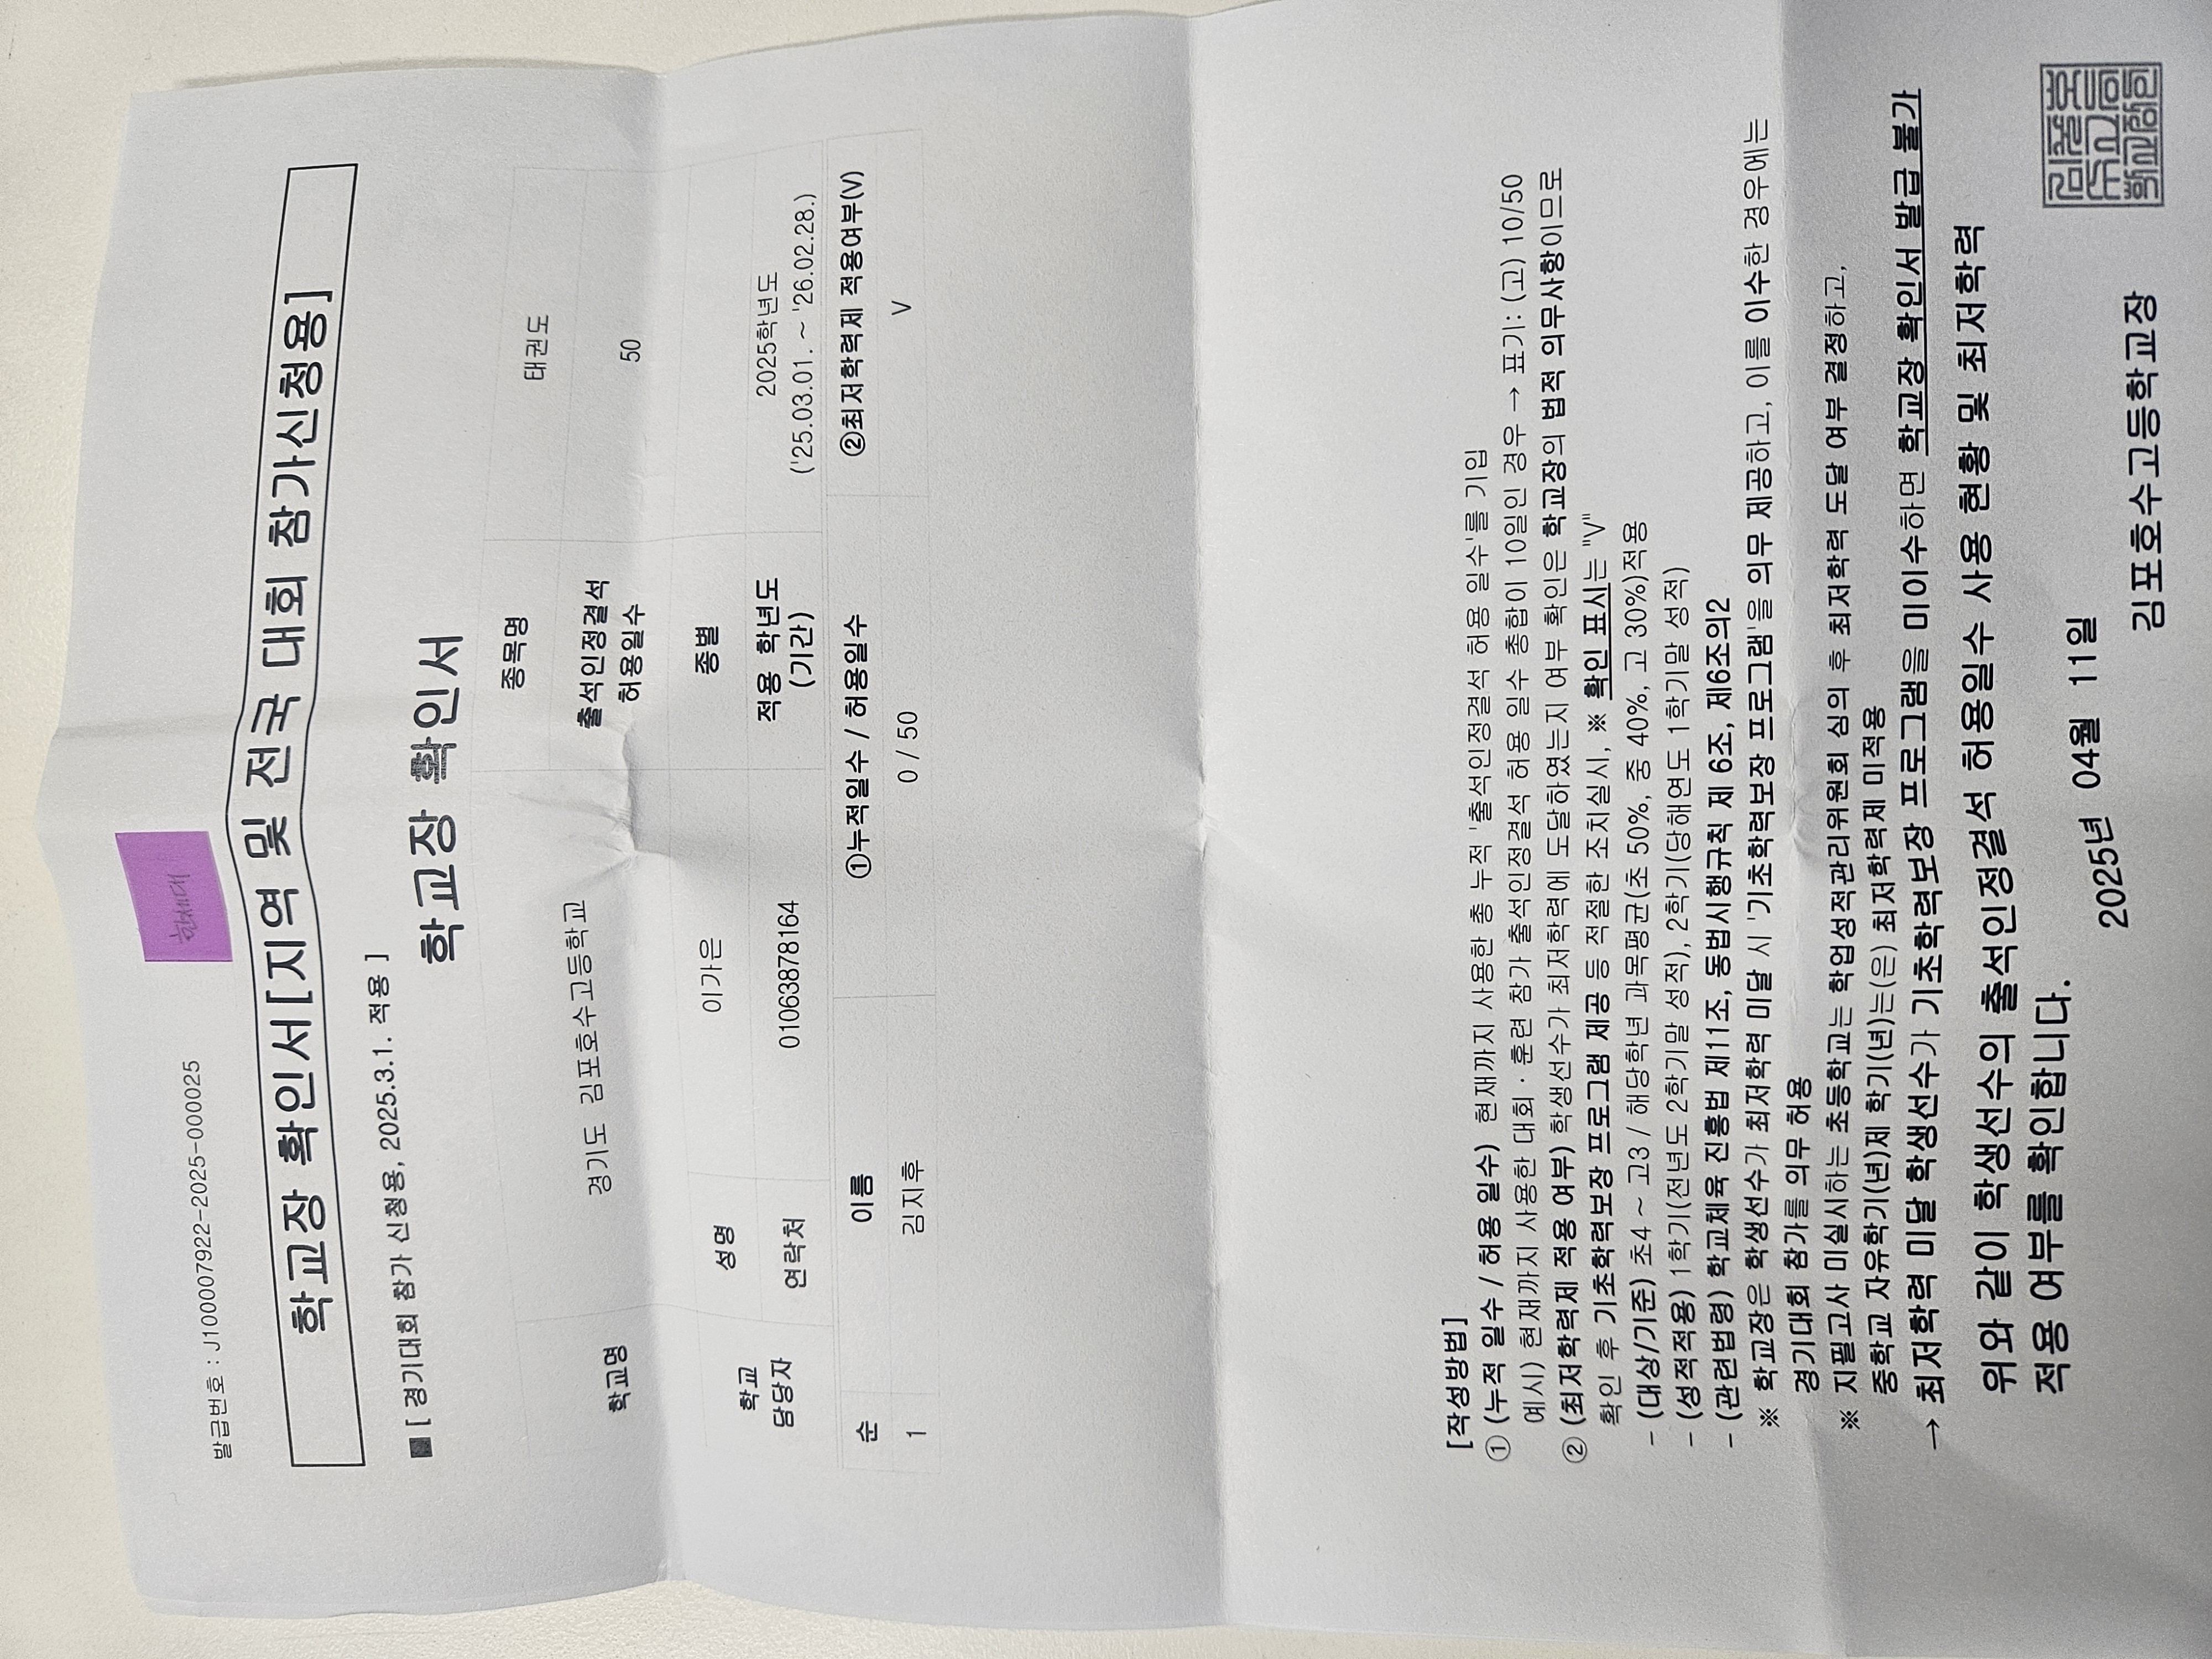 발급번호 : J100007922-2025-000025
한세대
학교장 확인서[지역 및 전국 대회 참가신청용]
■ [ 경기대회 참가 신청용, 2025.3.1. 적용 ]
학교장 확인서
학교명 경기도 김포호수고등학교 종목명 태권도
출석인정결석 허용일수 50
학교 담당자 성명 이가은 종별
연락처 01063878164 적용 학년도 (기간) 2025학년도 ('25.03.01. ~ '26.02.28.)
순 이름 ①누적일수 / 허용일수 ②최저학력제 적용여부(V)
1 김지후 0 / 50 V
[작성방법]
① (누적 일수 / 허용 일수) 현재까지 사용한 총 누적 '출석인정결석 허용 일수'를 기입
예시) 현재까지 사용한 대회·훈련 참가 출석인정결석 허용 일수 총합이 10일인 경우 → 표기: (고) 10/50
② (최저학력제 적용 여부) 학생선수가 최저학력에 도달하였는지 여부 확인은 학교장의 법적 의무사항이므로
확인 후 기초학력보장 프로그램 제공 등 적절한 조치실시, ※ 확인 표시는 "V"
- (대상/기준) 초4 ~ 고3 / 해당학년 과목평균(초 50%, 중 40%, 고 30%)적용
- (성적적용) 1학기(전년도 2학기말 성적), 2학기(당해연도 1학기말 성적)
- (관련법령) 학교체육 진흥법 제11조, 동법시행규칙 제 6조, 제6조의2
※ 학교장은 학생선수가 최저학력 미달 시 '기초학력보장 프로그램'을 의무 제공하고, 이를 이수한 경우에는
경기대회 참가를 의무 허용
※ 지필고사 미실시하는 초등학교는 학업성적관리위원회 심의 후 최저학력 도달 여부 결정하고,
중학교 자유학기(년)제 학기(년)는(은) 최저학력제 미적용
→ 최저학력 미달 학생선수가 기초학력보장 프로그램을 미이수하면 학교장 확인서 발급 불가
위와 같이 학생선수의 출석인정결석 허용일수 사용 현황 및 최저학력
적용 여부를 확인합니다.
2025년 04월 11일
김포호수고등학교장
김포호수고등학교장인